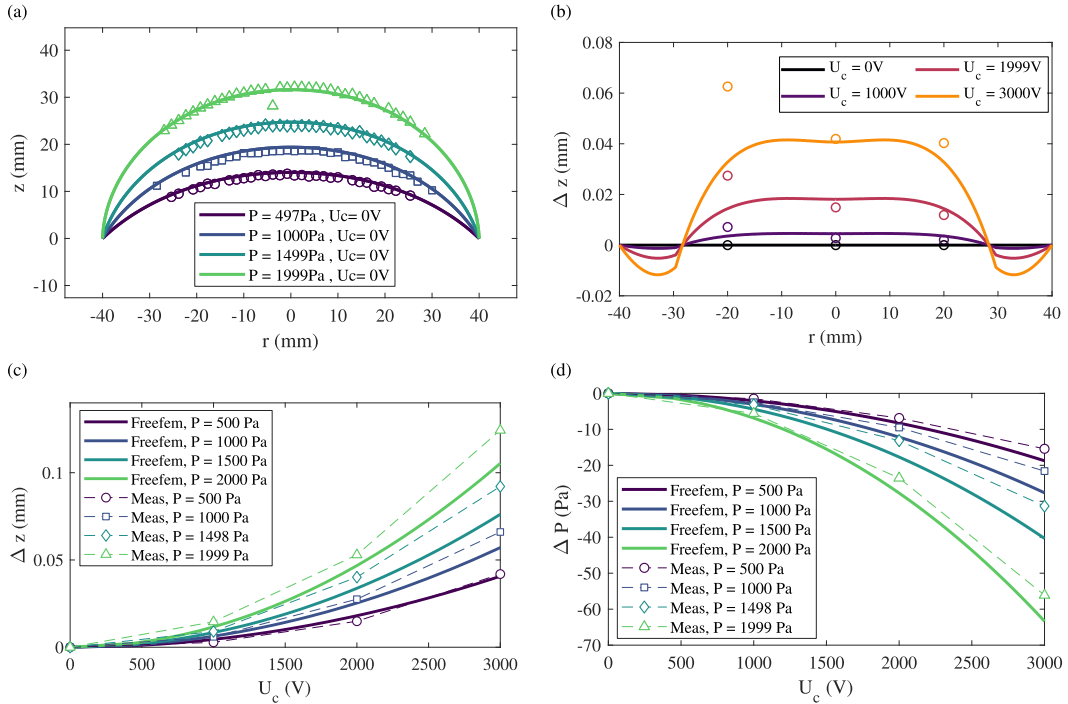 (a)
40
30
20
10
0
-10
z (mm)
P = 497Pa , Uc= 0V
P = 1000Pa , Uc= 0V
P = 1499Pa , Uc= 0V
P = 1999Pa , Uc= 0V
-40 -30 -20 -10 0 10 20 30 40
r (mm)
(b)
0.08
0.06
0.04
0.02
0
-0.02
Δ z (mm)
U_c = 0V
U_c = 1000V
U_c = 1999V
U_c = 3000V
-40 -30 -20 -10 0 10 20 30 40
r (mm)
(c)
0.1
0.05
0
Δ z (mm)
Freefem, P = 500 Pa
Freefem, P = 1000 Pa
Freefem, P = 1500 Pa
Freefem, P = 2000 Pa
Meas, P = 500 Pa
Meas, P = 1000 Pa
Meas, P = 1498 Pa
Meas, P = 1999 Pa
0 500 1000 1500 2000 2500 3000
U_c (V)
(d)
0
-10
-20
-30
-40
-50
-60
-70
Δ P (Pa)
Freefem, P = 500 Pa
Freefem, P = 1000 Pa
Freefem, P = 1500 Pa
Freefem, P = 2000 Pa
Meas, P = 500 Pa
Meas, P = 1000 Pa
Meas, P = 1498 Pa
Meas, P = 1999 Pa
0 500 1000 1500 2000 2500 3000
U_c (V)